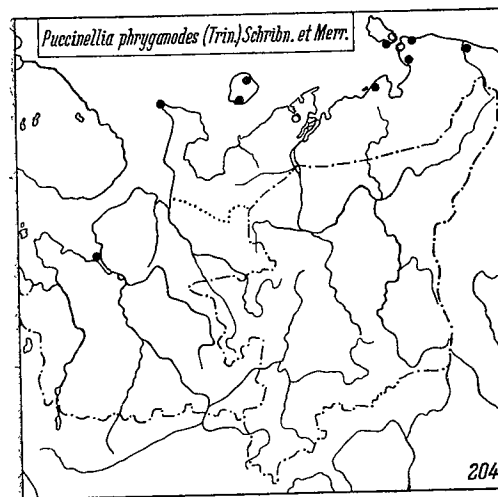 Puccinellia phryganodes (Trin.) Schribn. et Merr.
204